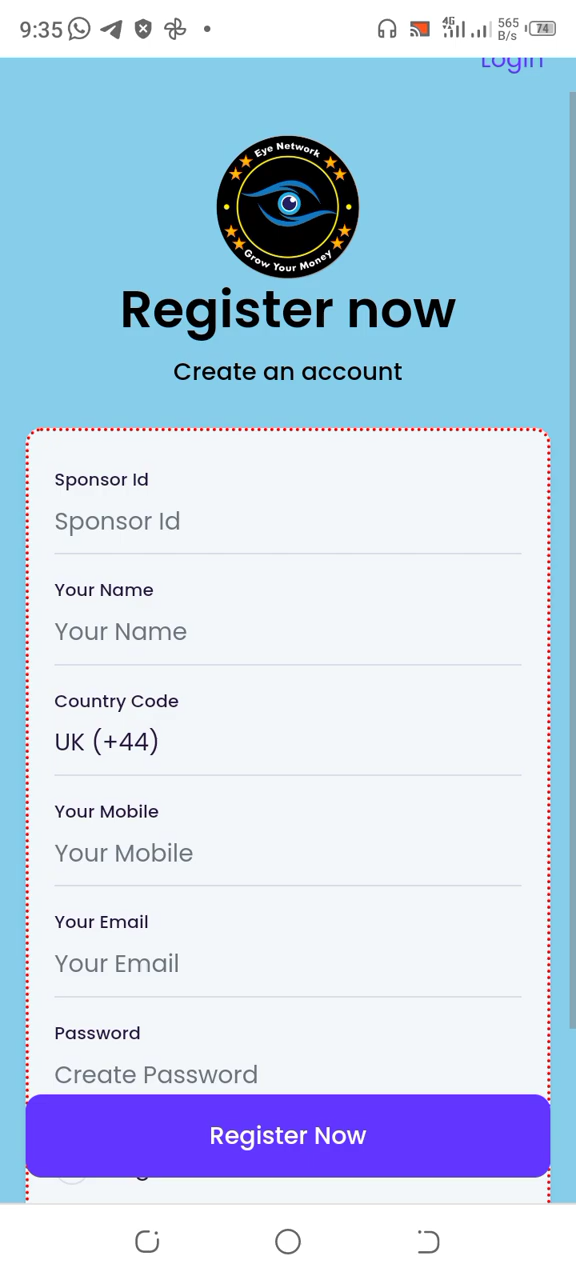 9:35
4G
565
B/s
74
Login
Eye Network
Grow Your Money
Register now
Create an account
Sponsor Id
Sponsor Id
Your Name
Your Name
Country Code
UK (+44)
Your Mobile
Your Mobile
Your Email
Your Email
Password
Create Password
Register Now